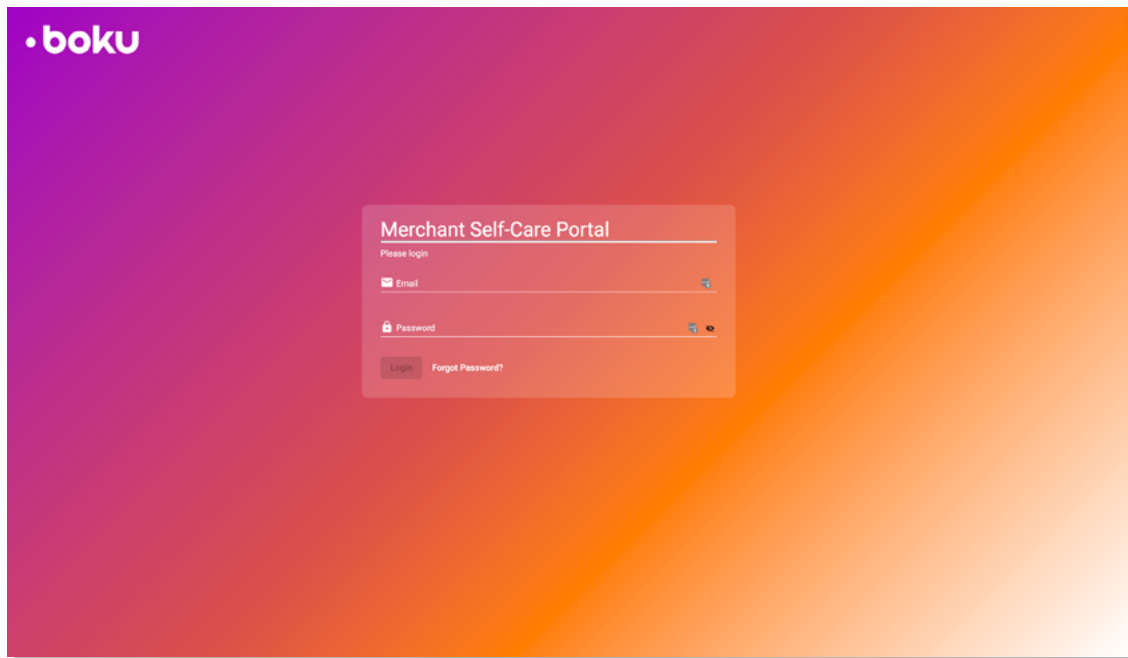 boku
Merchant Self-Care Portal
Please login
Email
Password
Login Forgot Password?